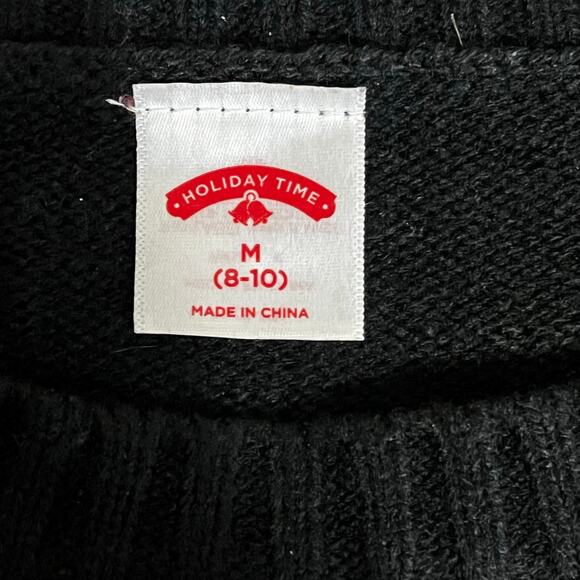 HOLIDAY TIME
M
(8-10)
MADE IN CHINA